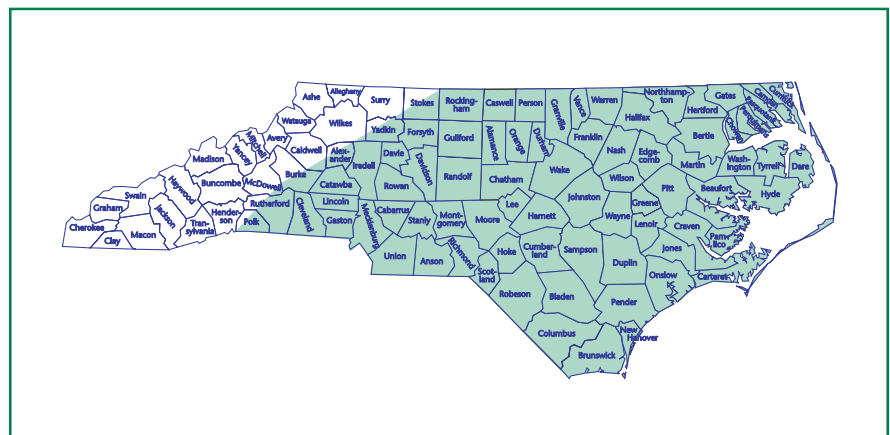 Ashe
Alleghany
Surry
Stokes
Rocking-
ham
Caswell
Person
Granville
Vance
Warren
Northhamp-
ton
Gates
Hertford
Camden
Currituck
Pasquotank
Perquimans
Chowan
Halifax
Watauga
Wilkes
Yadkin
Forsyth
Guilford
Alamance
Orange
Durham
Franklin
Nash
Edge-
comb
Bertie
Martin
Wash-
ington
Tyrrell
Dare
Mitchell
Avery
Yancey
Madison
Caldwell
Alex-
ander
Iredell
Davie
Davidson
Randolf
Chatham
Wake
Wilson
Pitt
Beaufort
Hyde
Swain
Haywood
Buncombe
McDowell
Burke
Catawba
Rowan
Johnston
Greene
Graham
Cherokee
Clay
Macon
Jackson
Tran-
sylvania
Hender-
son
Polk
Rutherford
Cleveland
Lincoln
Gaston
Mecklenburg
Cabarrus
Stanly
Mont-
gomery
Moore
Lee
Harnett
Wayne
Lenoir
Craven
Pam-
lico
Jones
Carteret
Union
Anson
Richmond
Scot-
land
Hoke
Cumber-
land
Sampson
Duplin
Onslow
Robeson
Bladen
Pender
Columbus
Brunswick
New
Hanover